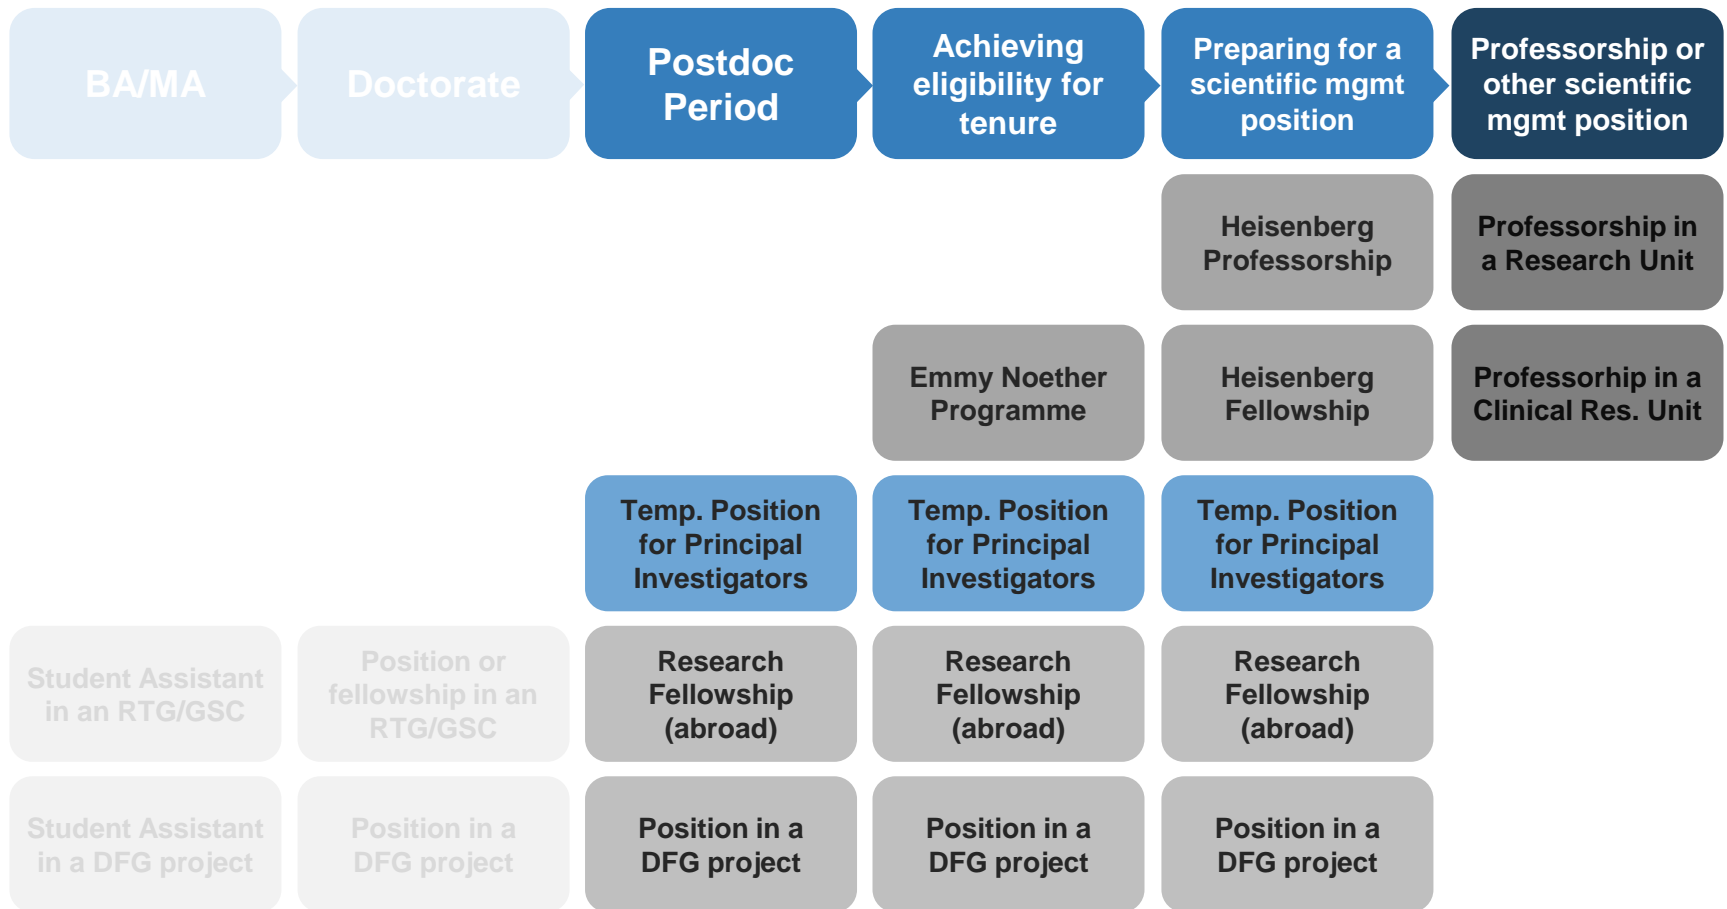 BA/MA
Doctorate
Postdoc
Period
Achieving
eligibility for
tenure
Preparing for a
scientific mgmt
position
Professorship or
other scientific
mgmt position
Heisenberg
Professorship
Professorship in
a Research Unit
Emmy Noether
Programme
Heisenberg
Fellowship
Professorhip in a
Clinical Res. Unit
Temp. Position
for Principal
Investigators
Temp. Position
for Principal
Investigators
Temp. Position
for Principal
Investigators
Student Assistant
in an RTG/GSC
Position or
fellowship in an
RTG/GSC
Research
Fellowship
(abroad)
Research
Fellowship
(abroad)
Research
Fellowship
(abroad)
Student Assistant
in a DFG project
Position in a
DFG project
Position in a
DFG project
Position in a
DFG project
Position in a
DFG project